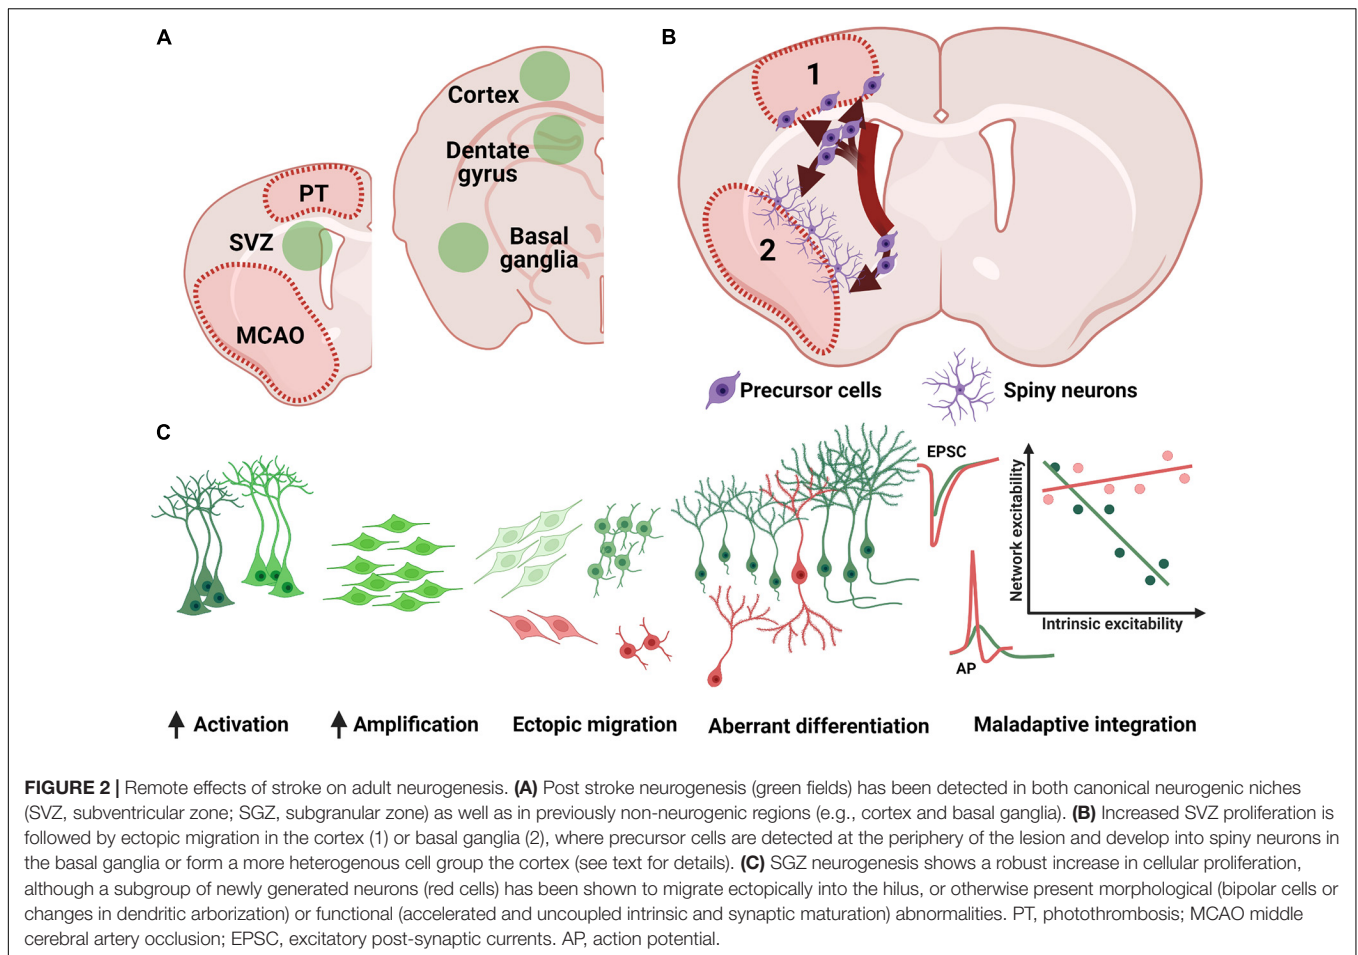 A
Cortex
Dentate
gyrus
PT
SVZ
Basal
ganglia
MCAO
B
1
2
Precursor cells
Spiny neurons
C
EPSC
AP
Network excitability
Intrinsic excitability
Activation
Amplification
Ectopic migration
Aberrant differentiation
Maladaptive integration
FIGURE 2 | Remote effects of stroke on adult neurogenesis. (A) Post stroke neurogenesis (green fields) has been detected in both canonical neurogenic niches
(SVZ, subventricular zone; SGZ, subgranular zone) as well as in previously non-neurogenic regions (e.g., cortex and basal ganglia). (B) Increased SVZ proliferation is
followed by ectopic migration in the cortex (1) or basal ganglia (2), where precursor cells are detected at the periphery of the lesion and develop into spiny neurons in
the basal ganglia or form a more heterogenous cell group the cortex (see text for details). (C) SGZ neurogenesis shows a robust increase in cellular proliferation,
although a subgroup of newly generated neurons (red cells) has been shown to migrate ectopically into the hilus, or otherwise present morphological (bipolar cells or
changes in dendritic arborization) or functional (accelerated and uncoupled intrinsic and synaptic maturation) abnormalities. PT, photothrombosis; MCAO middle
cerebral artery occlusion; EPSC, excitatory post-synaptic currents. AP, action potential.